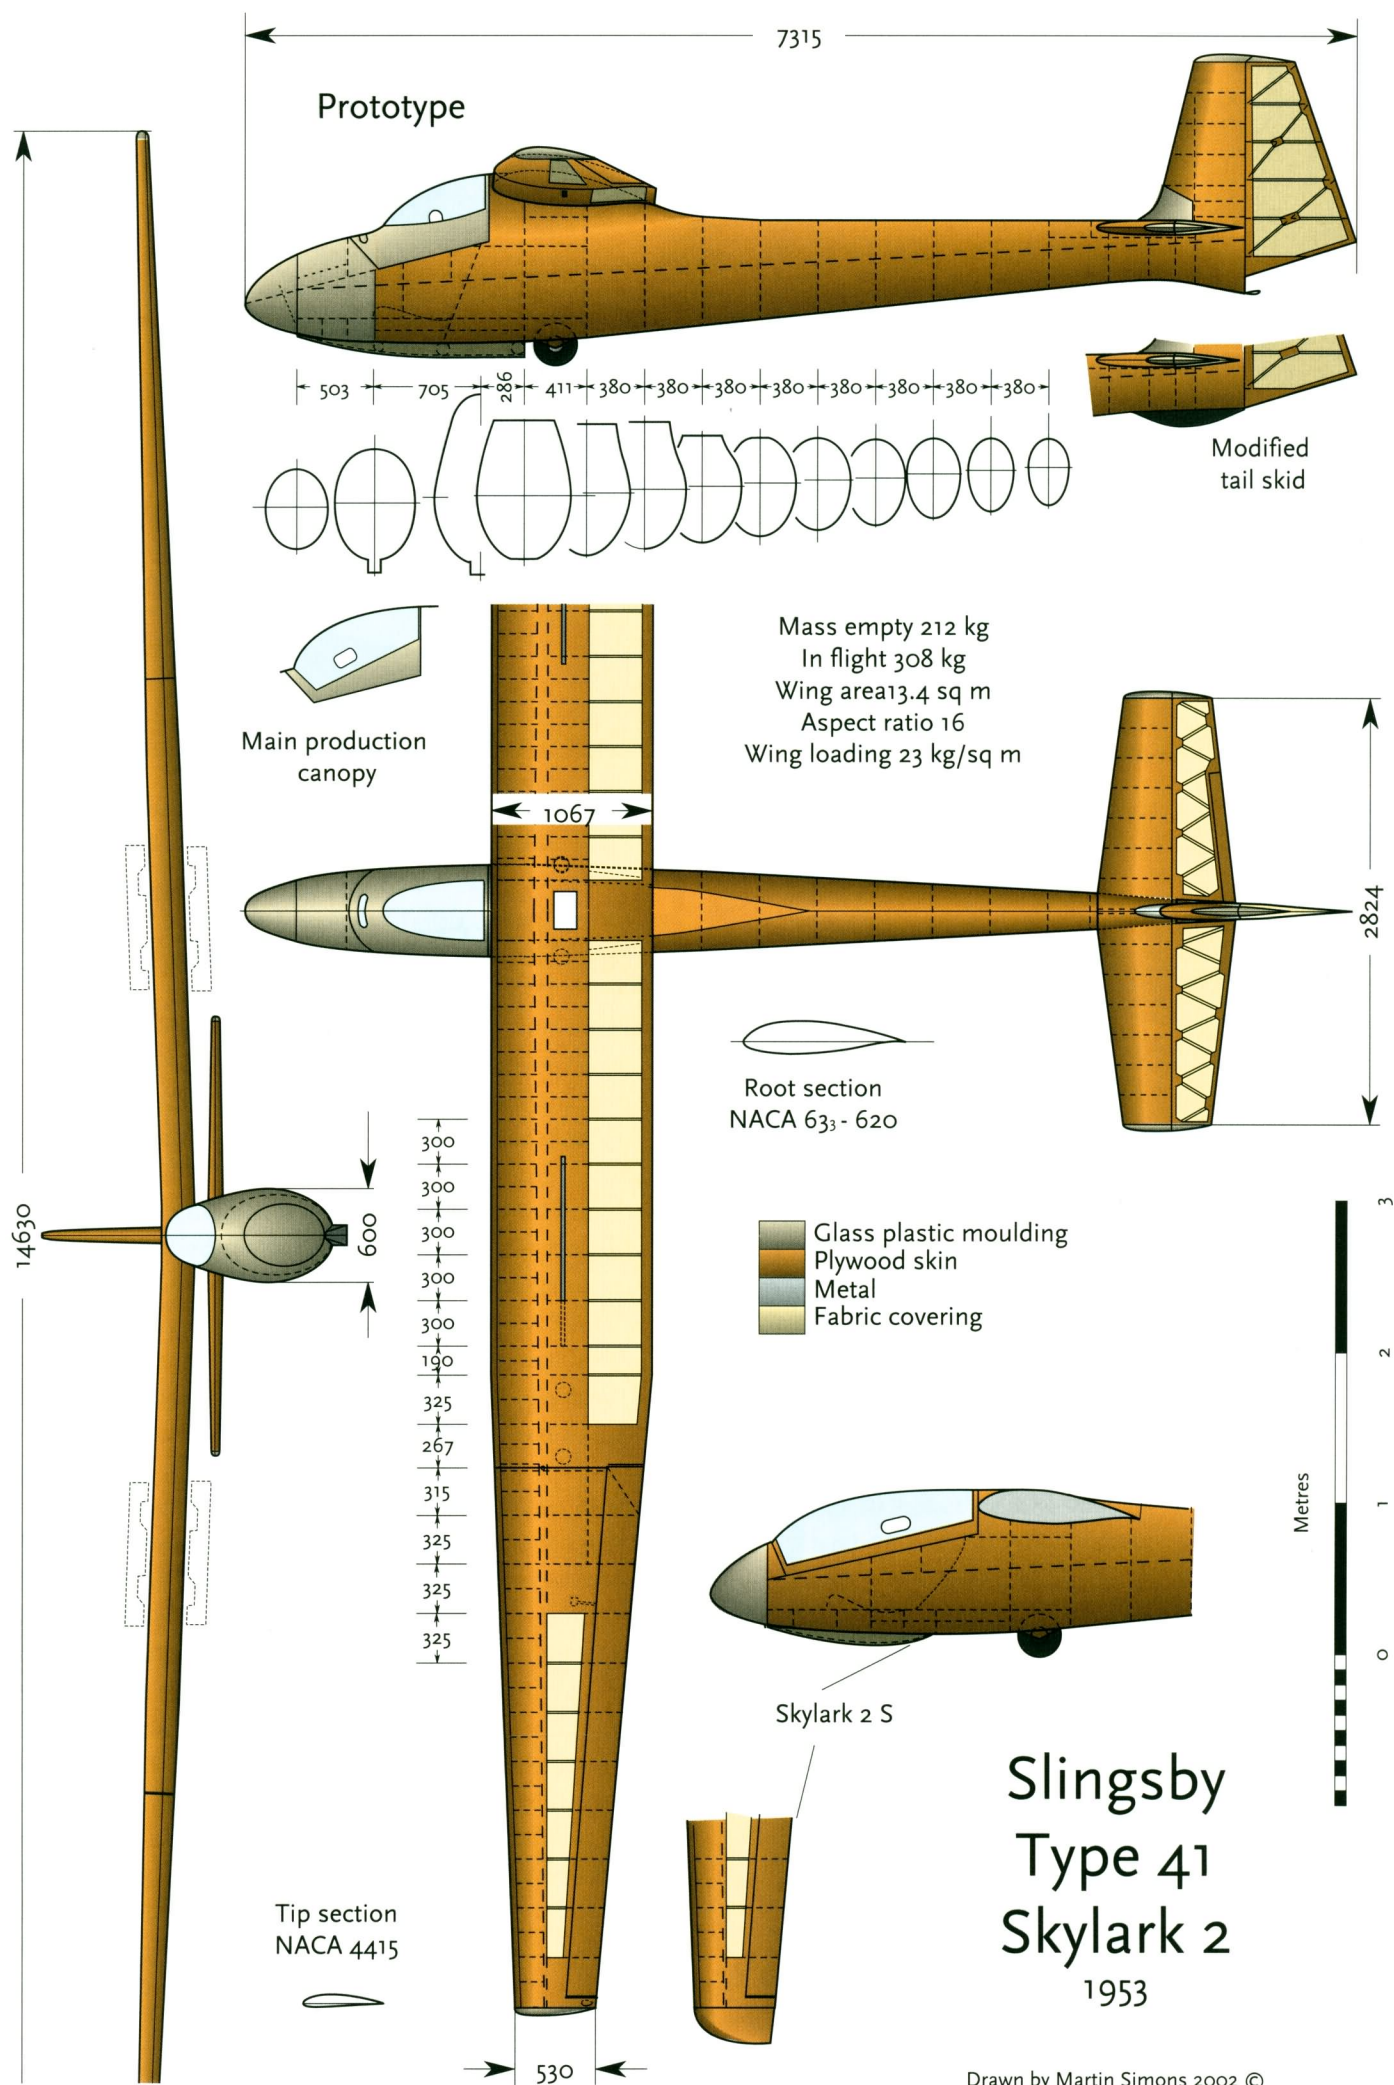 7315
Prototype
503 705 286 411 380 380 380 380 380 380 380 380
Modified
tail skid
Mass empty 212 kg
In flight 308 kg
Wing area13.4 sq m
Aspect ratio 16
Wing loading 23 kg/sq m
Main production
canopy
1067
2824
Root section
NACA 63₃ - 620
14630
600
300
300
300
300
300
190
325
267
315
325
325
325
Glass plastic moulding
Plywood skin
Metal
Fabric covering
3
2
1
0
Metres
Skylark 2 S
Slingsby
Type 41
Skylark 2
1953
Tip section
NACA 4415
530
Drawn by Martin Simons 2002 ©